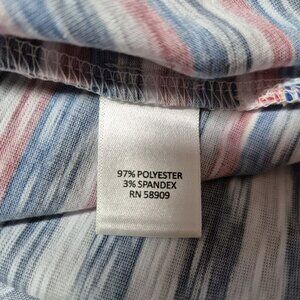 97% POLYESTER
3% SPANDEX
RN 58909